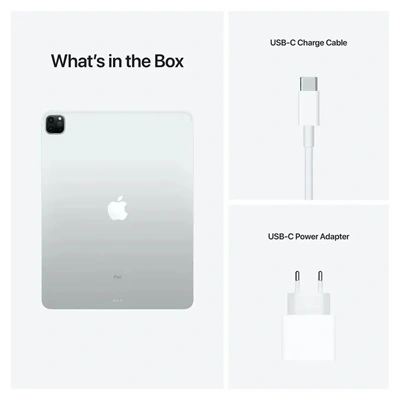 What's in the Box
USB-C Charge Cable
USB-C Power Adapter